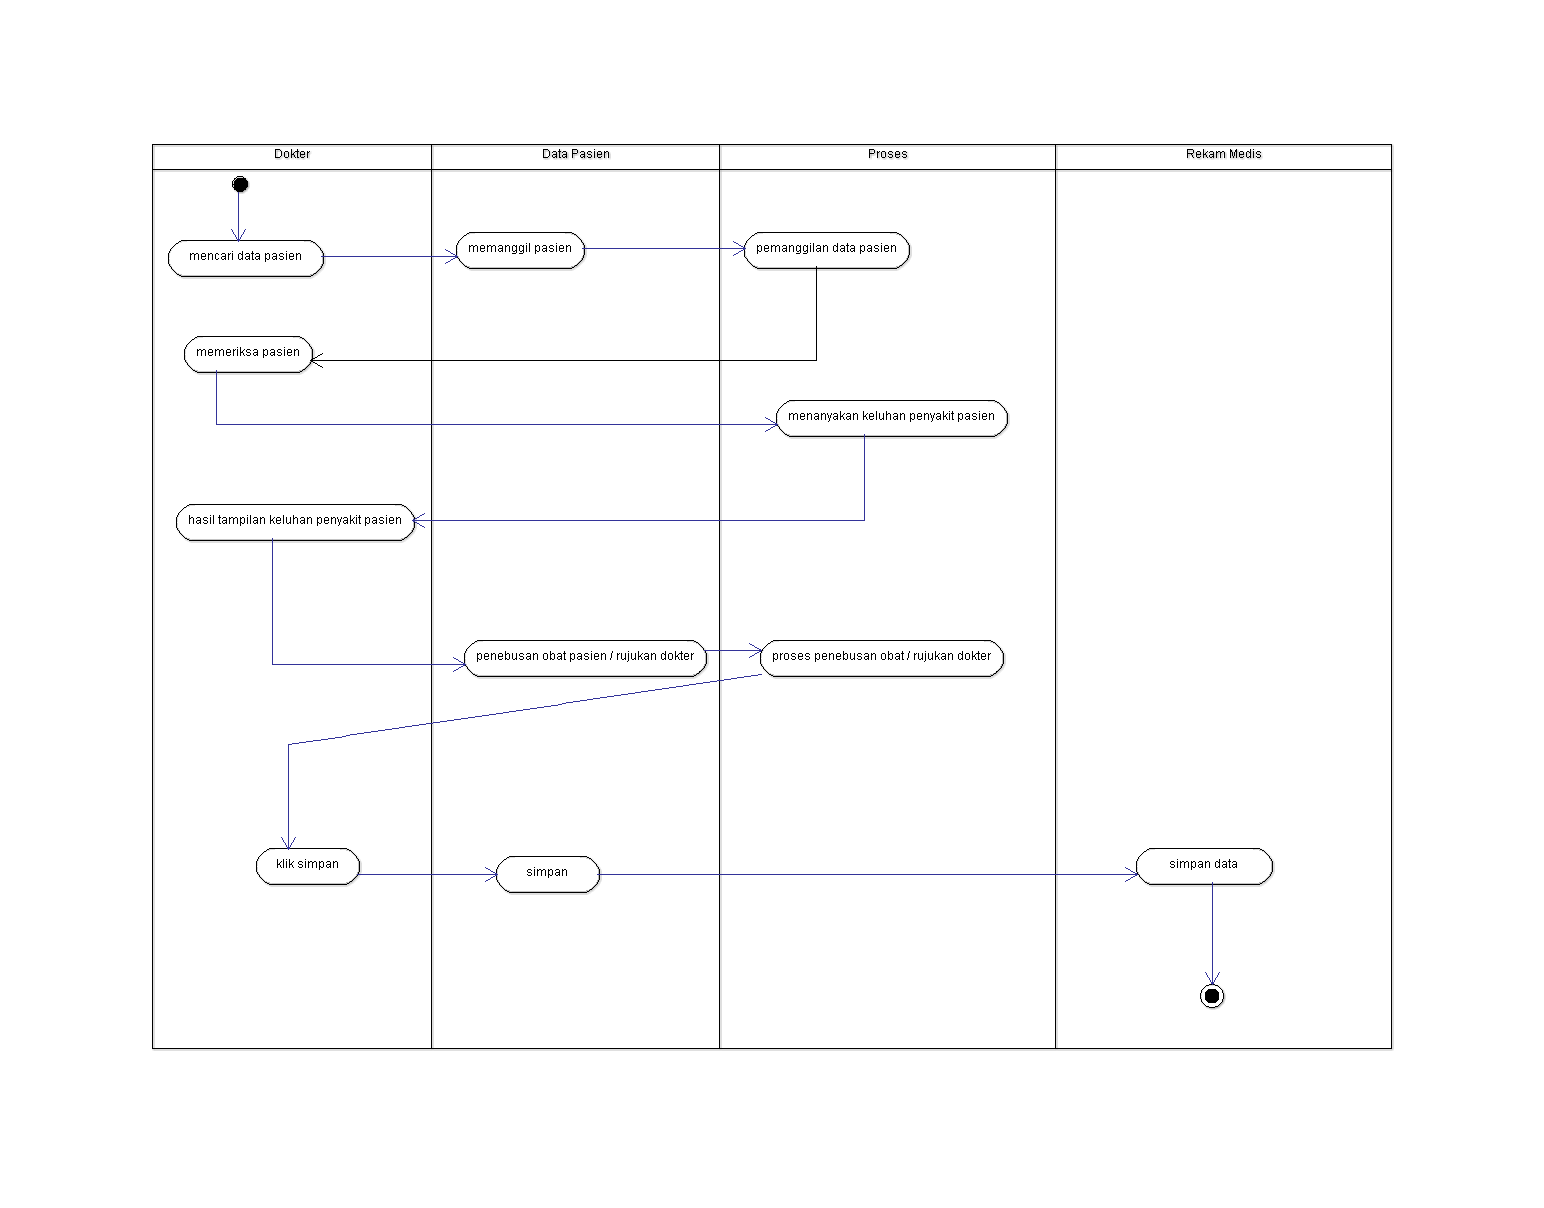 Dokter
Data Pasien
Proses
Rekam Medis
mencari data pasien
memanggil pasien
pemanggilan data pasien
memeriksa pasien
menanyakan keluhan penyakit pasien
hasil tampilan keluhan penyakit pasien
penebusan obat pasien / rujukan dokter
proses penebusan obat / rujukan dokter
klik simpan
simpan
simpan data